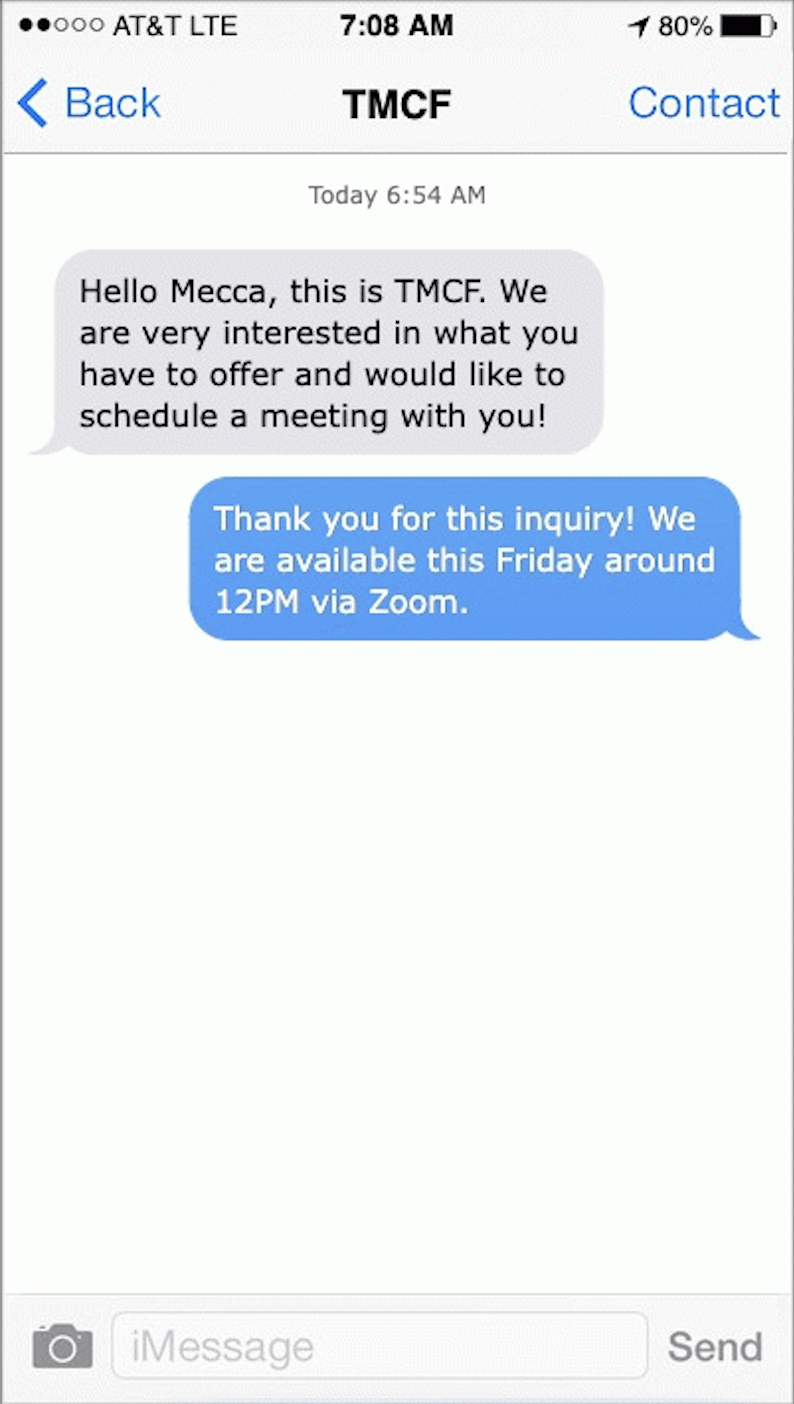 AT&T LTE 7:08 AM 80%
Back TMCF Contact
Today 6:54 AM
Hello Mecca, this is TMCF. We
are very interested in what you
have to offer and would like to
schedule a meeting with you!
Thank you for this inquiry! We
are available this Friday around
12PM via Zoom.
iMessage Send